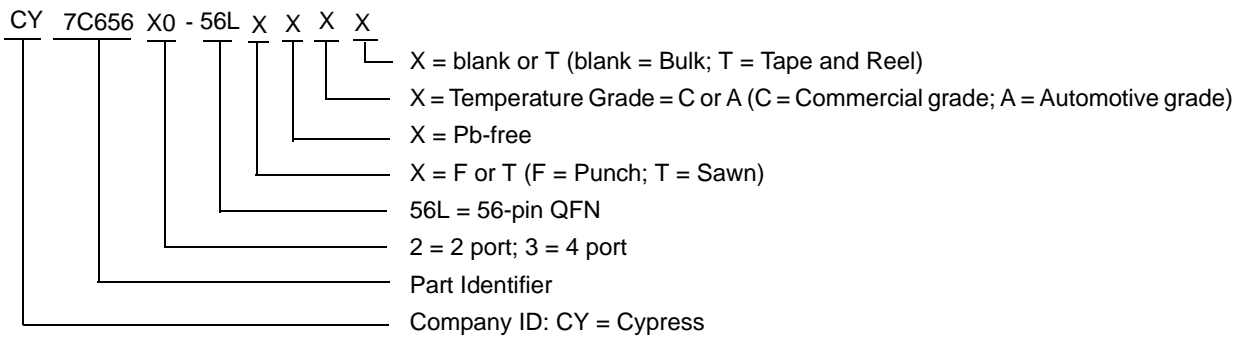 CY 7C656 X0 - 56L X X X X
X = blank or T (blank = Bulk; T = Tape and Reel)
X = Temperature Grade = C or A (C = Commercial grade; A = Automotive grade)
X = Pb-free
X = F or T (F = Punch; T = Sawn)
56L = 56-pin QFN
2 = 2 port; 3 = 4 port
Part Identifier
Company ID: CY = Cypress